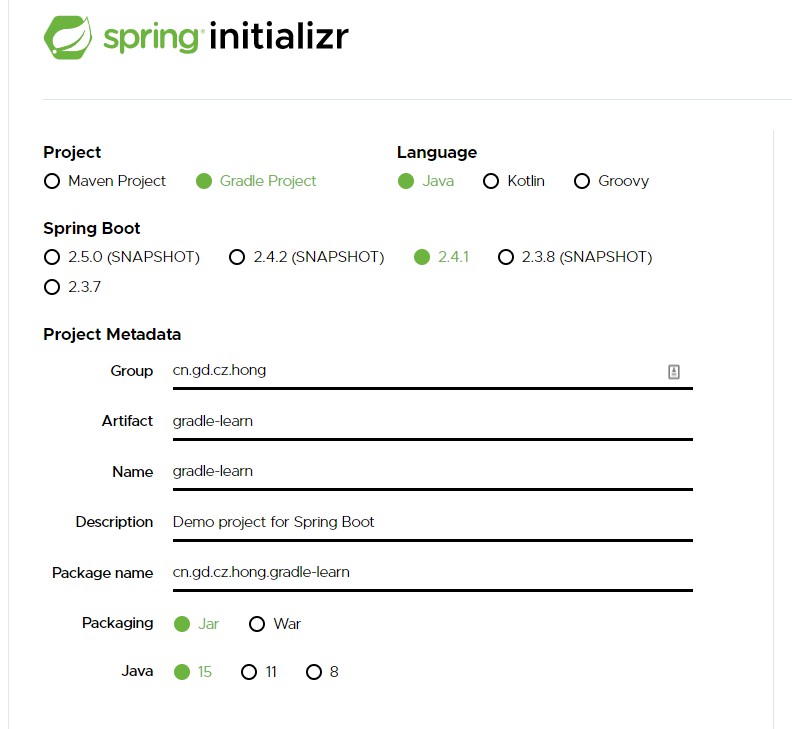 spring initializr
Project
Maven Project Gradle Project
Language
Java Kotlin Groovy
Spring Boot
2.5.0 (SNAPSHOT) 2.4.2 (SNAPSHOT) 2.4.1 2.3.8 (SNAPSHOT)
2.3.7
Project Metadata
Group cn.gd.cz.hong
Artifact gradle-learn
Name gradle-learn
Description Demo project for Spring Boot
Package name cn.gd.cz.hong.gradle-learn
Packaging Jar War
Java 15 11 8